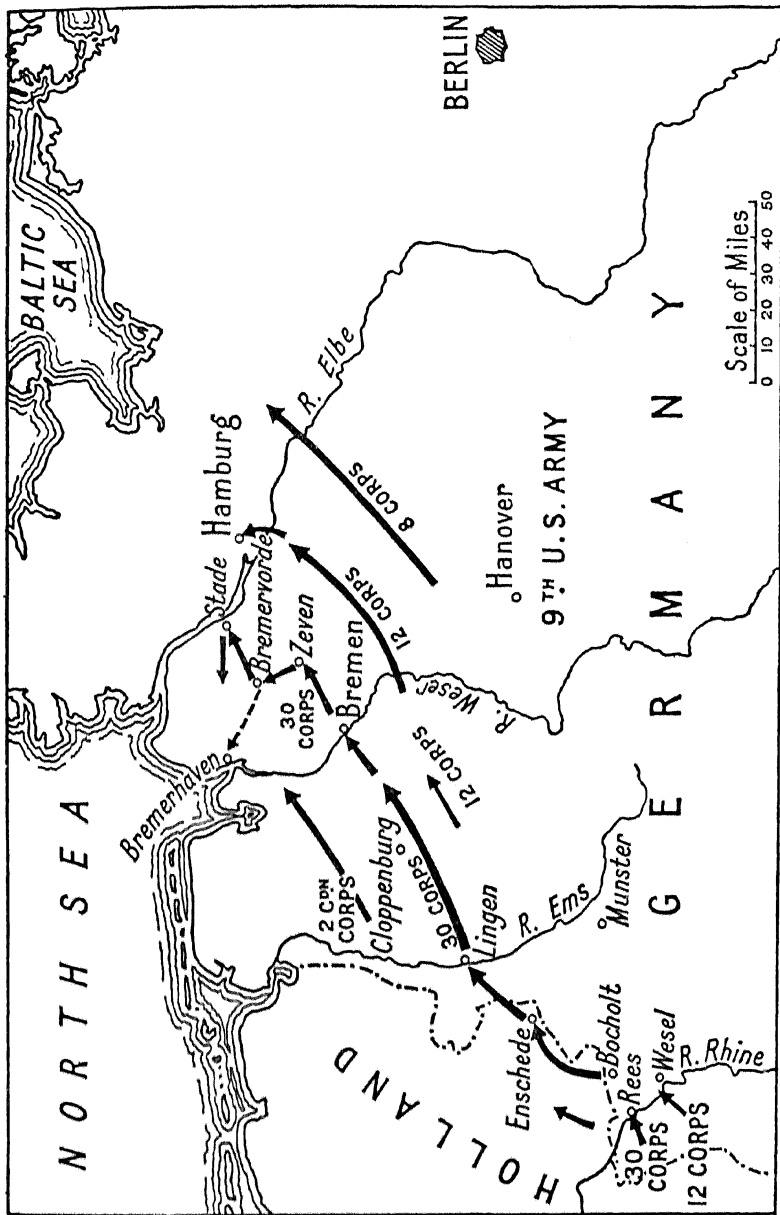 NORTH SEA
BALTIC
SEA
BERLIN
Hamburg
Stade
Bremervorde
Bremerhaven
Zeven
30
CORPS
Bremen
R. Elbe
8 CORPS
12 CORPS
R. Wesel
12 CORPS
2 CDN
CORPS
Cloppenburg
30 CORPS
Lingen
R. Ems
Hanover
9TH U.S. ARMY
Munster
GERMANY
HOLLAND
Enschede
Bocholt
Rees
Wesel
R. Rhine
30
CORPS
12 CORPS
Scale of Miles
0 10 20 30 40 50